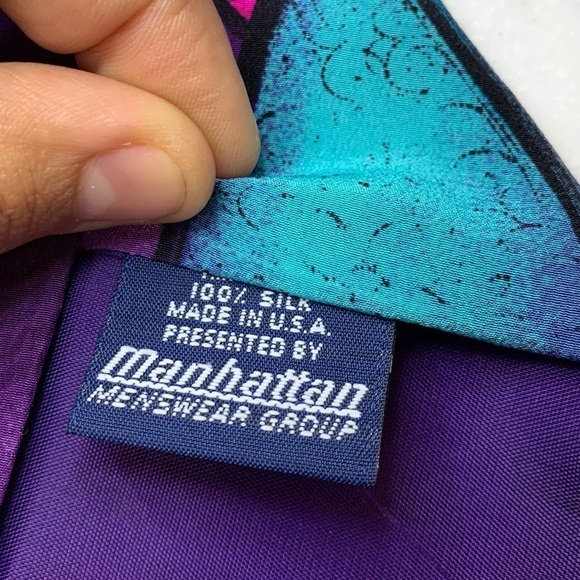 100% SILK
MADE IN U.S.A.
PRESENTED BY
Manhattan
MENSWEAR GROUP